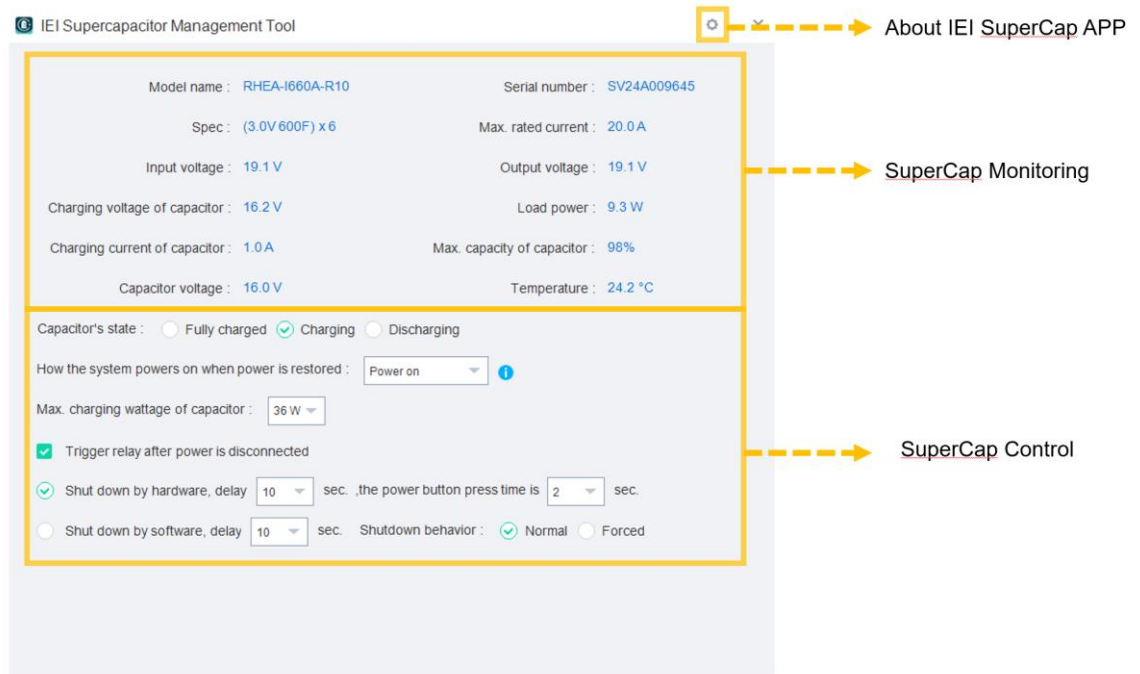 IEI Supercapacitor Management Tool
About IEI SuperCap APP
Model name : RHEA-I660A-R10 Serial number : SV24A009645
Spec : (3.0V 600F) x 6 Max. rated current : 20.0 A
Input voltage : 19.1 V Output voltage : 19.1 V
SuperCap Monitoring
Charging voltage of capacitor : 16.2 V Load power : 9.3 W
Charging current of capacitor : 1.0 A Max. capacity of capacitor : 98%
Capacitor voltage : 16.0 V Temperature : 24.2 °C
Capacitor's state : Fully charged Charging Discharging
How the system powers on when power is restored : Power on
Max. charging wattage of capacitor : 36 W
Trigger relay after power is disconnected
SuperCap Control
Shut down by hardware, delay 10 sec. ,the power button press time is 2 sec.
Shut down by software, delay 10 sec. Shutdown behavior : Normal Forced